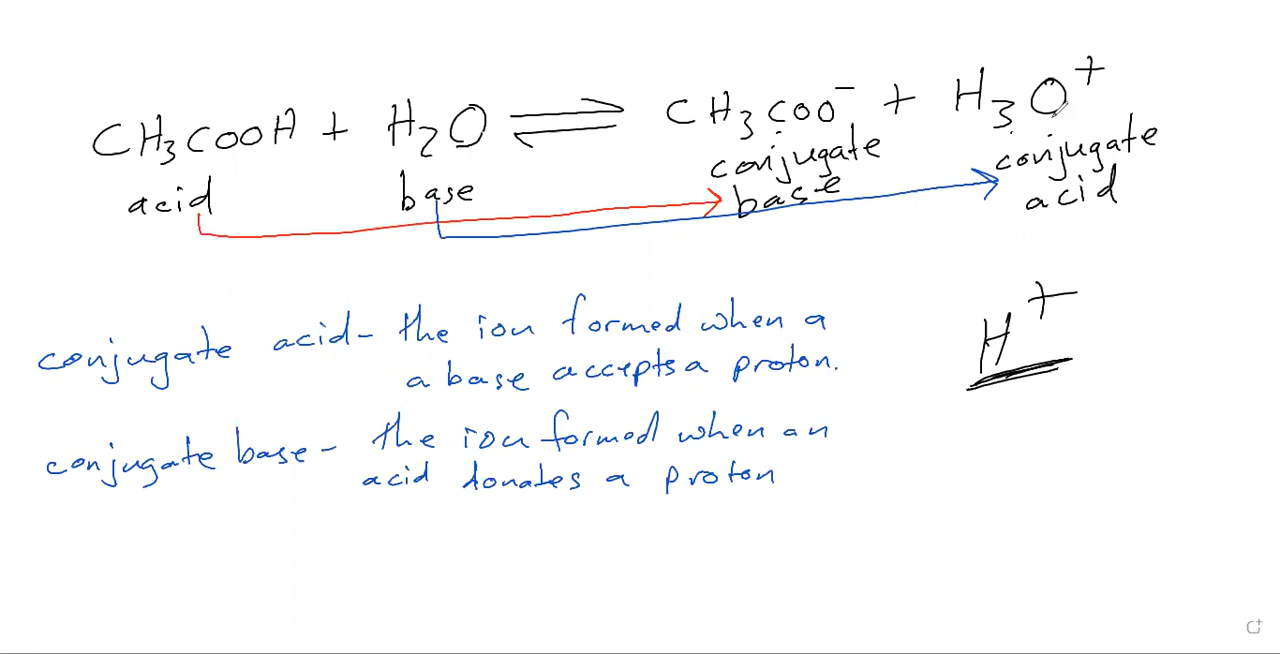 CH₃COOH + H₂O ⇌ CH₃COO⁻ + H₃O⁺
acid base conjugate base conjugate acid
conjugate acid – the ion formed when a
a base accepts a proton.
H⁺
conjugate base – the ion formed when an
acid donates a proton